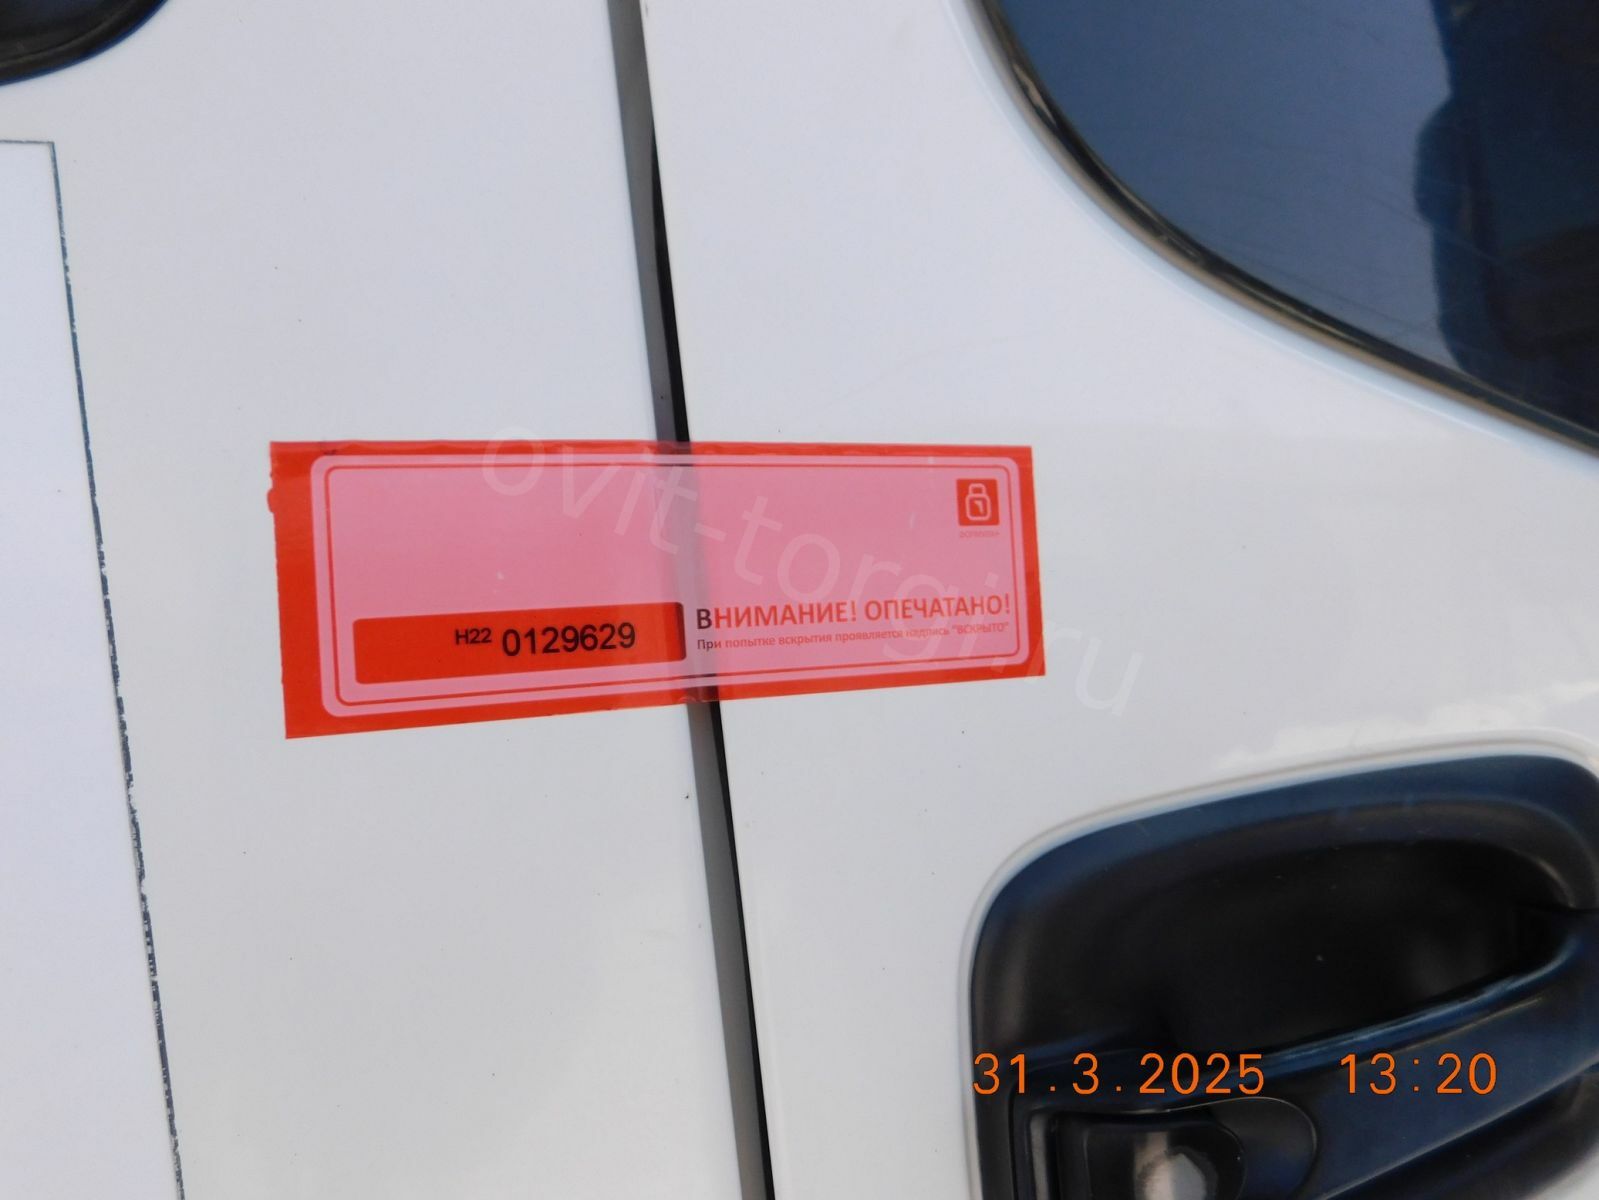 ovit-torgi.ru
ВНИМАНИЕ! ОПЕЧАТАНО!
При попытке вскрытия проявляется надпись "ВСКРЫТО"
Н22 0129629
31.3.2025 13:20